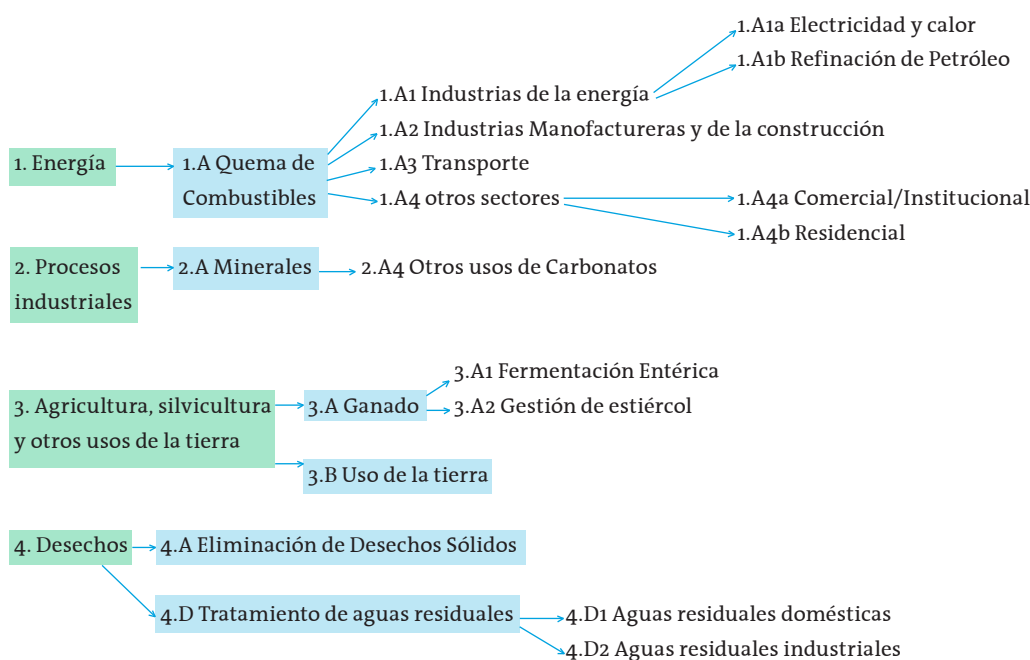 1.A1a Electricidad y calor
1.A1b Refinación de Petróleo
1.A1 Industrias de la energía
1.A2 Industrias Manofactureras y de la construcción
1. Energía
1.A Quema de
Combustibles
1.A3 Transporte
1.A4 otros sectores
1.A4a Comercial/Institucional
1.A4b Residencial
2. Procesos
industriales
2.A Minerales
2.A4 Otros usos de Carbonatos
3.A1 Fermentación Entérica
3. Agricultura, silvicultura
y otros usos de la tierra
3.A Ganado
3.A2 Gestión de estiércol
3.B Uso de la tierra
4. Desechos
4.A Eliminación de Desechos Sólidos
4.D Tratamiento de aguas residuales
4.D1 Aguas residuales domésticas
4.D2 Aguas residuales industriales